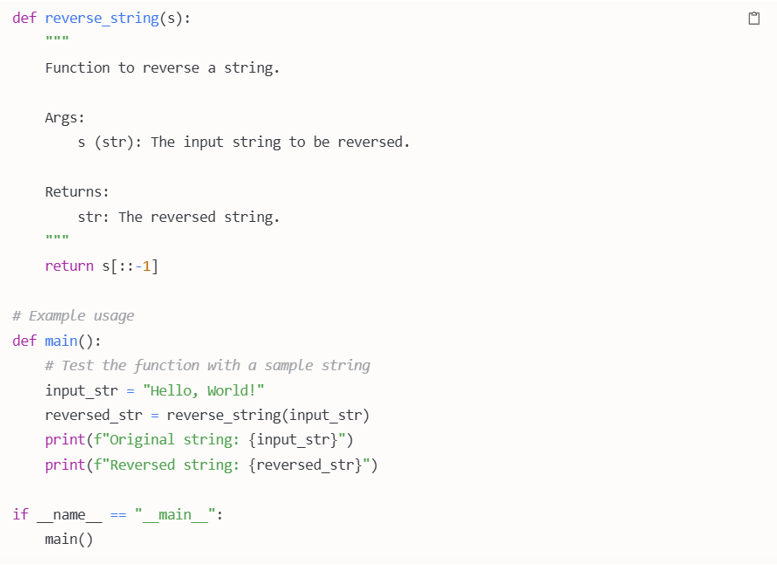 def reverse_string(s):
    """
    Function to reverse a string.

    Args:
        s (str): The input string to be reversed.

    Returns:
        str: The reversed string.
    """
    return s[::-1]

# Example usage
def main():
    # Test the function with a sample string
    input_str = "Hello, World!"
    reversed_str = reverse_string(input_str)
    print(f"Original string: {input_str}")
    print(f"Reversed string: {reversed_str}")

if __name__ == "__main__":
    main()